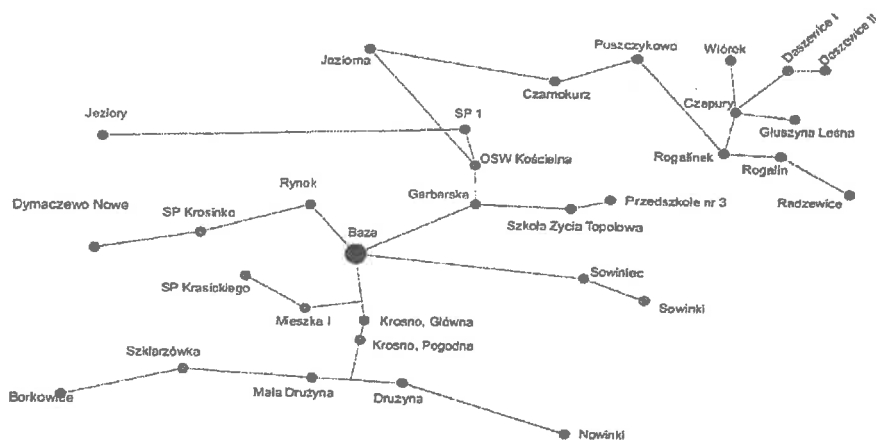 Daszewice I
Daszewice II
Puszczykowo
Wiórek
Jeziorna
Czarnokurz
Czapury
SP 1
Jeziory
Głuszyna Leśna
OSW Kościelna
Rogalinek
Rogalin
Rynek
Garbarska
Przedszkole nr 3
Radzewice
Dymaczewo Nowe
SP Krosinko
Szkoła Życia Topolowa
Baza
Sowiniec
SP Krasickiego
Sowinki
Mieszka I
Krosno, Główna
Krosno, Pogodna
Szklarzówka
Borkowice
Mała Drużyna
Drużyna
Nowinki